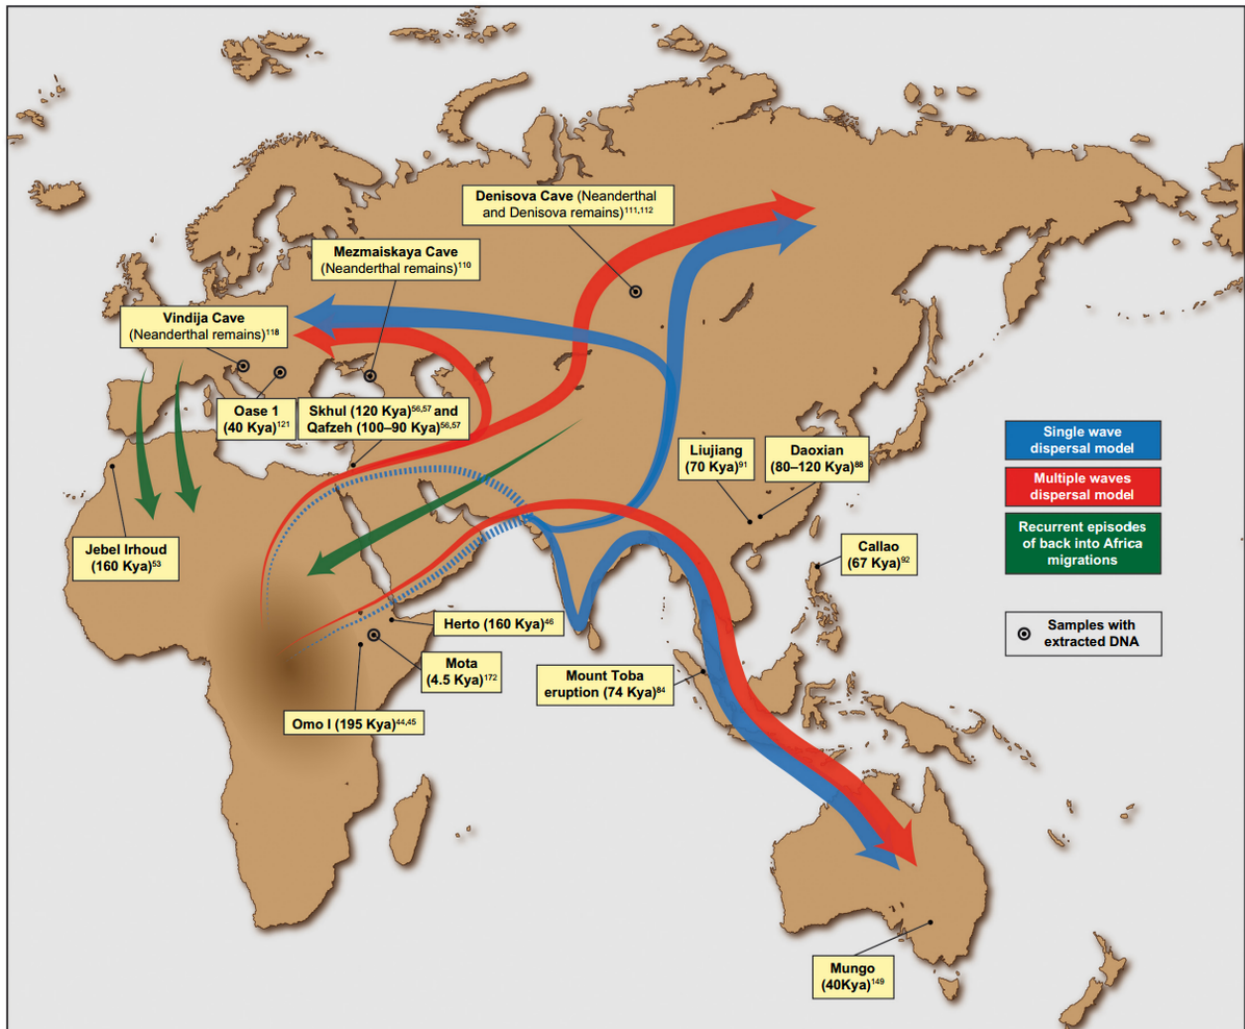 Denisova Cave (Neanderthal
and Denisova remains)111,112
Mezmaiskaya Cave
(Neanderthal remains)110
Vindija Cave
(Neanderthal remains)118
Oase 1
(40 Kya)121
Skhul (120 Kya)56,57 and
Qafzeh (100–90 Kya)56,57
Liujiang
(70 Kya)91
Daoxian
(80–120 Kya)88
Single wave
dispersal model
Multiple waves
dispersal model
Recurrent episodes
of back into Africa
migrations
Jebel Irhoud
(160 Kya)53
Callao
(67 Kya)92
Herto (160 Kya)46
Samples with
extracted DNA
Mota
(4.5 Kya)172
Mount Toba
eruption (74 Kya)84
Omo I (195 Kya)44,45
Mungo
(40Kya)149